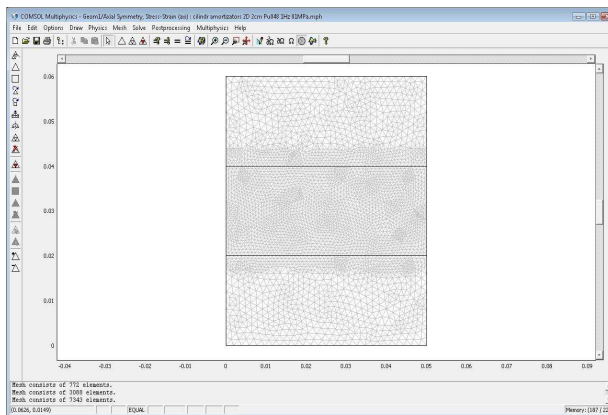 COMSOL Multiphysics - Geom1/Axial Symmetry, Stress-Strain (axi) : cilindr amortizators 2D 2cm Pull48 1Hz 81MPa.mph
File Edit Options Draw Physics Mesh Solve Postprocessing Multiphysics Help
0.06
0.05
0.04
0.03
0.02
0.01
0
-0.04 -0.03 -0.02 -0.01 0 0.01 0.02 0.03 0.04 0.05 0.06 0.07 0.08 0.09
Mesh consists of 772 elements.
Mesh consists of 3088 elements.
Mesh consists of 7343 elements.
(0.0626, 0.0149) EQUAL Memory: (187 / 22